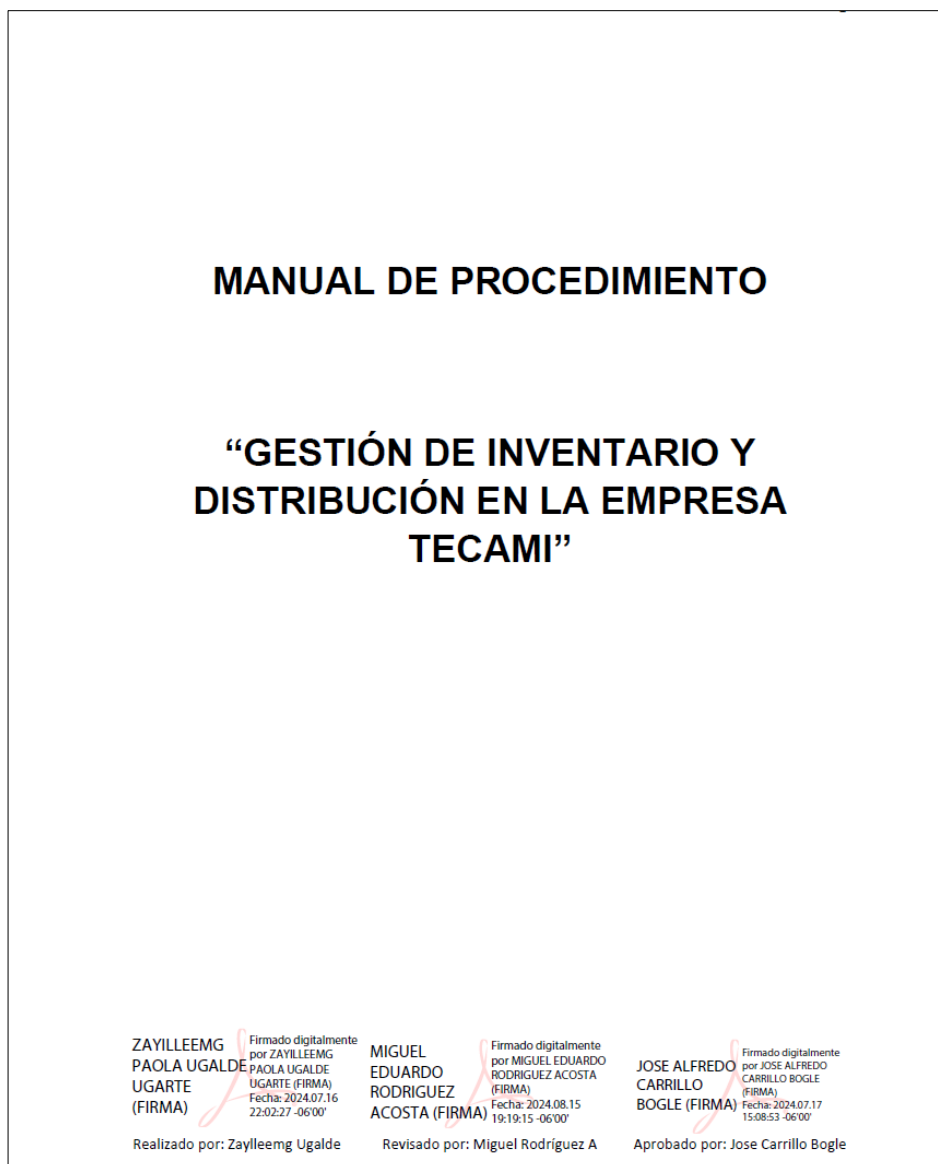 MANUAL DE PROCEDIMIENTO
“GESTIÓN DE INVENTARIO Y
DISTRIBUCIÓN EN LA EMPRESA
TECAMI”
ZAYILLEEMG
PAOLA UGALDE
UGARTE
(FIRMA)
Firmado digitalmente
por ZAYILLEEMG
PAOLA UGALDE
UGARTE (FIRMA)
Fecha: 2024.07.16
22:02:27 -06'00'
MIGUEL
EDUARDO
RODRIGUEZ
ACOSTA (FIRMA)
Firmado digitalmente
por MIGUEL EDUARDO
RODRIGUEZ ACOSTA
(FIRMA)
Fecha: 2024.08.15
19:19:15 -06'00'
JOSE ALFREDO
CARRILLO
BOGLE (FIRMA)
Firmado digitalmente
por JOSE ALFREDO
CARRILLO BOGLE
(FIRMA)
Fecha: 2024.07.17
15:08:53 -06'00'
Realizado por: Zaylleemg Ugalde
Revisado por: Miguel Rodríguez A
Aprobado por: Jose Carrillo Bogle